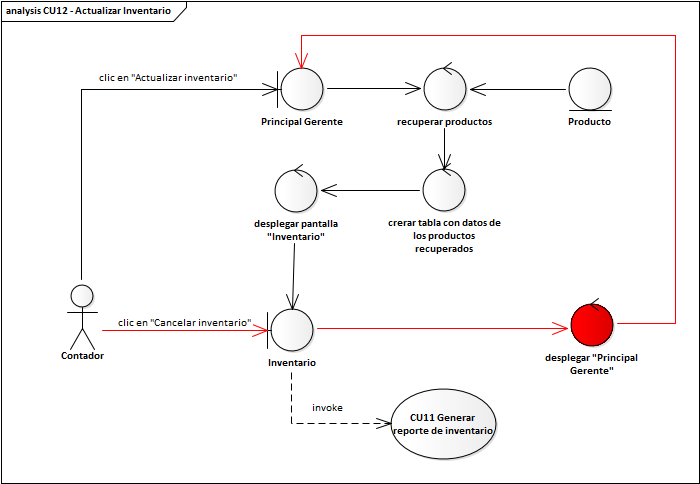 analysis CU12 - Actualizar Inventario
clic en "Actualizar inventario"
Principal Gerente
recuperar productos
Producto
desplegar pantalla
"Inventario"
crerar tabla con datos de
los productos
recuperados
clic en "Cancelar inventario"
Contador
Inventario
desplegar "Principal
Gerente"
invoke
CU11 Generar
reporte de inventario